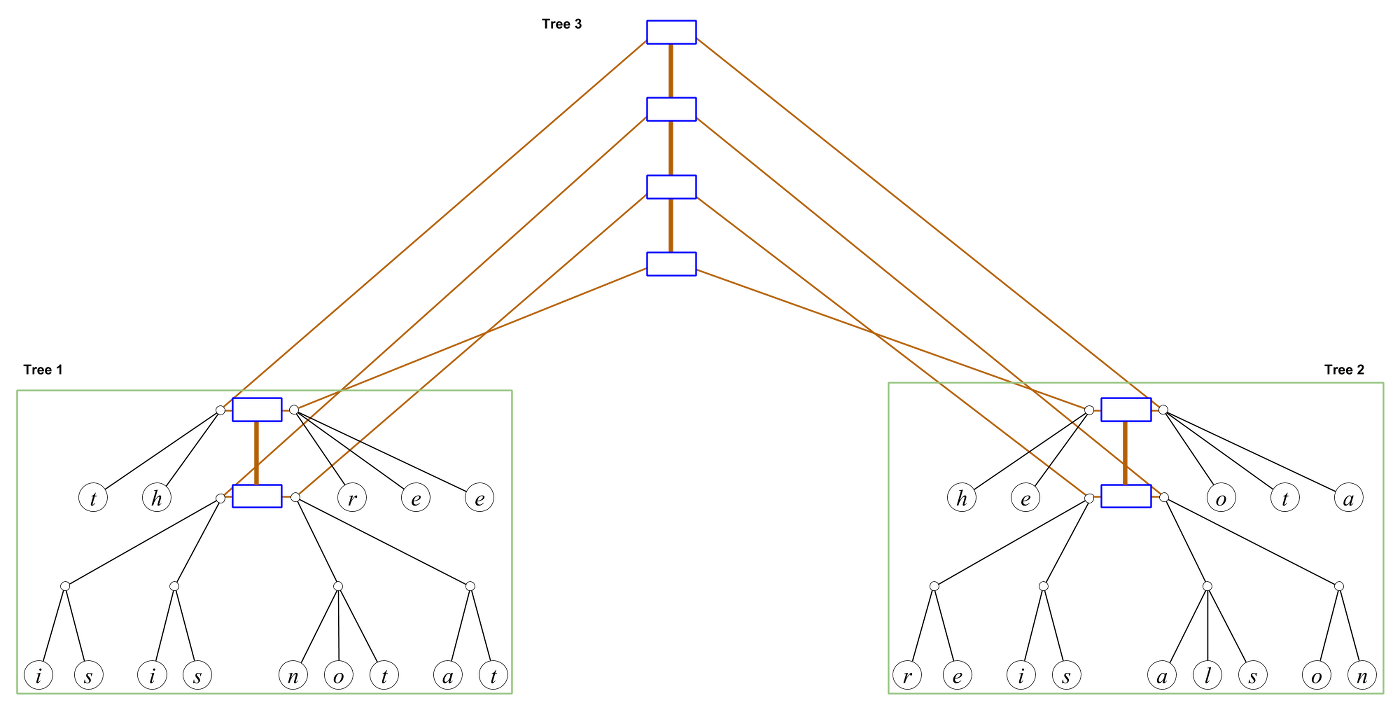 Tree 3
Tree 1
Tree 2
t h r e e
h e o t a
i s i s n o t a t
r e i s a l s o n